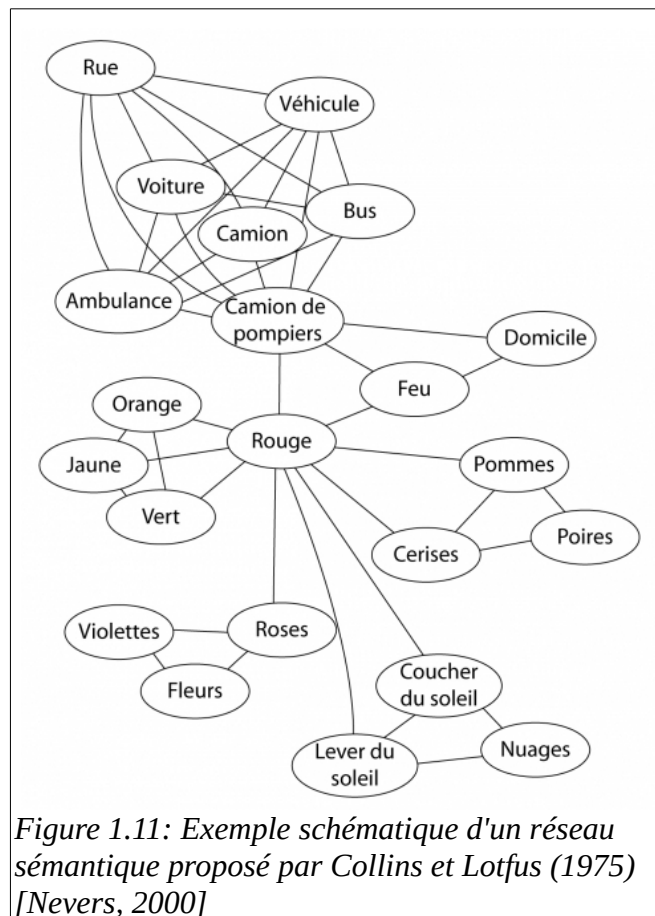 Rue
Véhicule
Voiture
Bus
Camion
Ambulance
Camion de
pompiers
Domicile
Feu
Orange
Rouge
Jaune
Pommes
Vert
Poires
Cerises
Violettes
Roses
Fleurs
Coucher
du soleil
Lever du
soleil
Nuages
Figure 1.11: Exemple schématique d'un réseau
sémantique proposé par Collins et Lotfus (1975)
[Nevers, 2000]